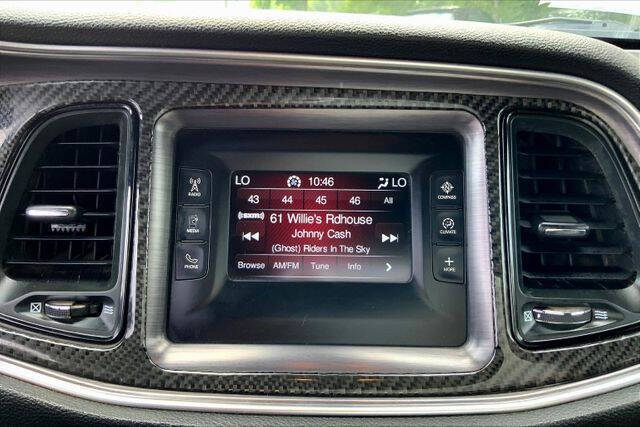 LO 10:46 LO
43 44 45 46 All
((sxm)) 61 Willie's Rdhouse
Johnny Cash
(Ghost) Riders In The Sky
Browse AM/FM Tune Info
RADIO
MEDIA
PHONE
COMPASS
CLIMATE
MORE